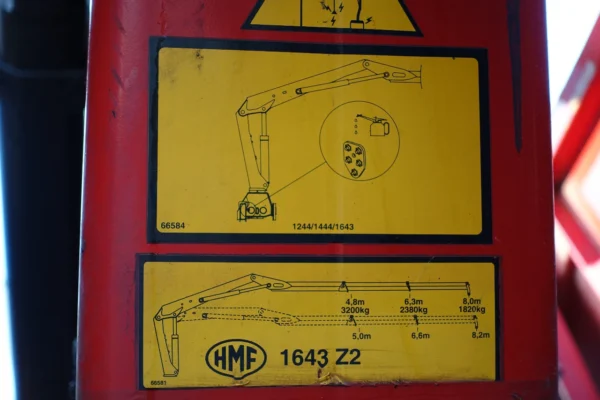 66584
1244/1444/1643
4,8m 6,3m 8,0m
3200kg 2380kg 1820kg
5,0m 6,6m 8,2m
HMF 1643 Z2
66581